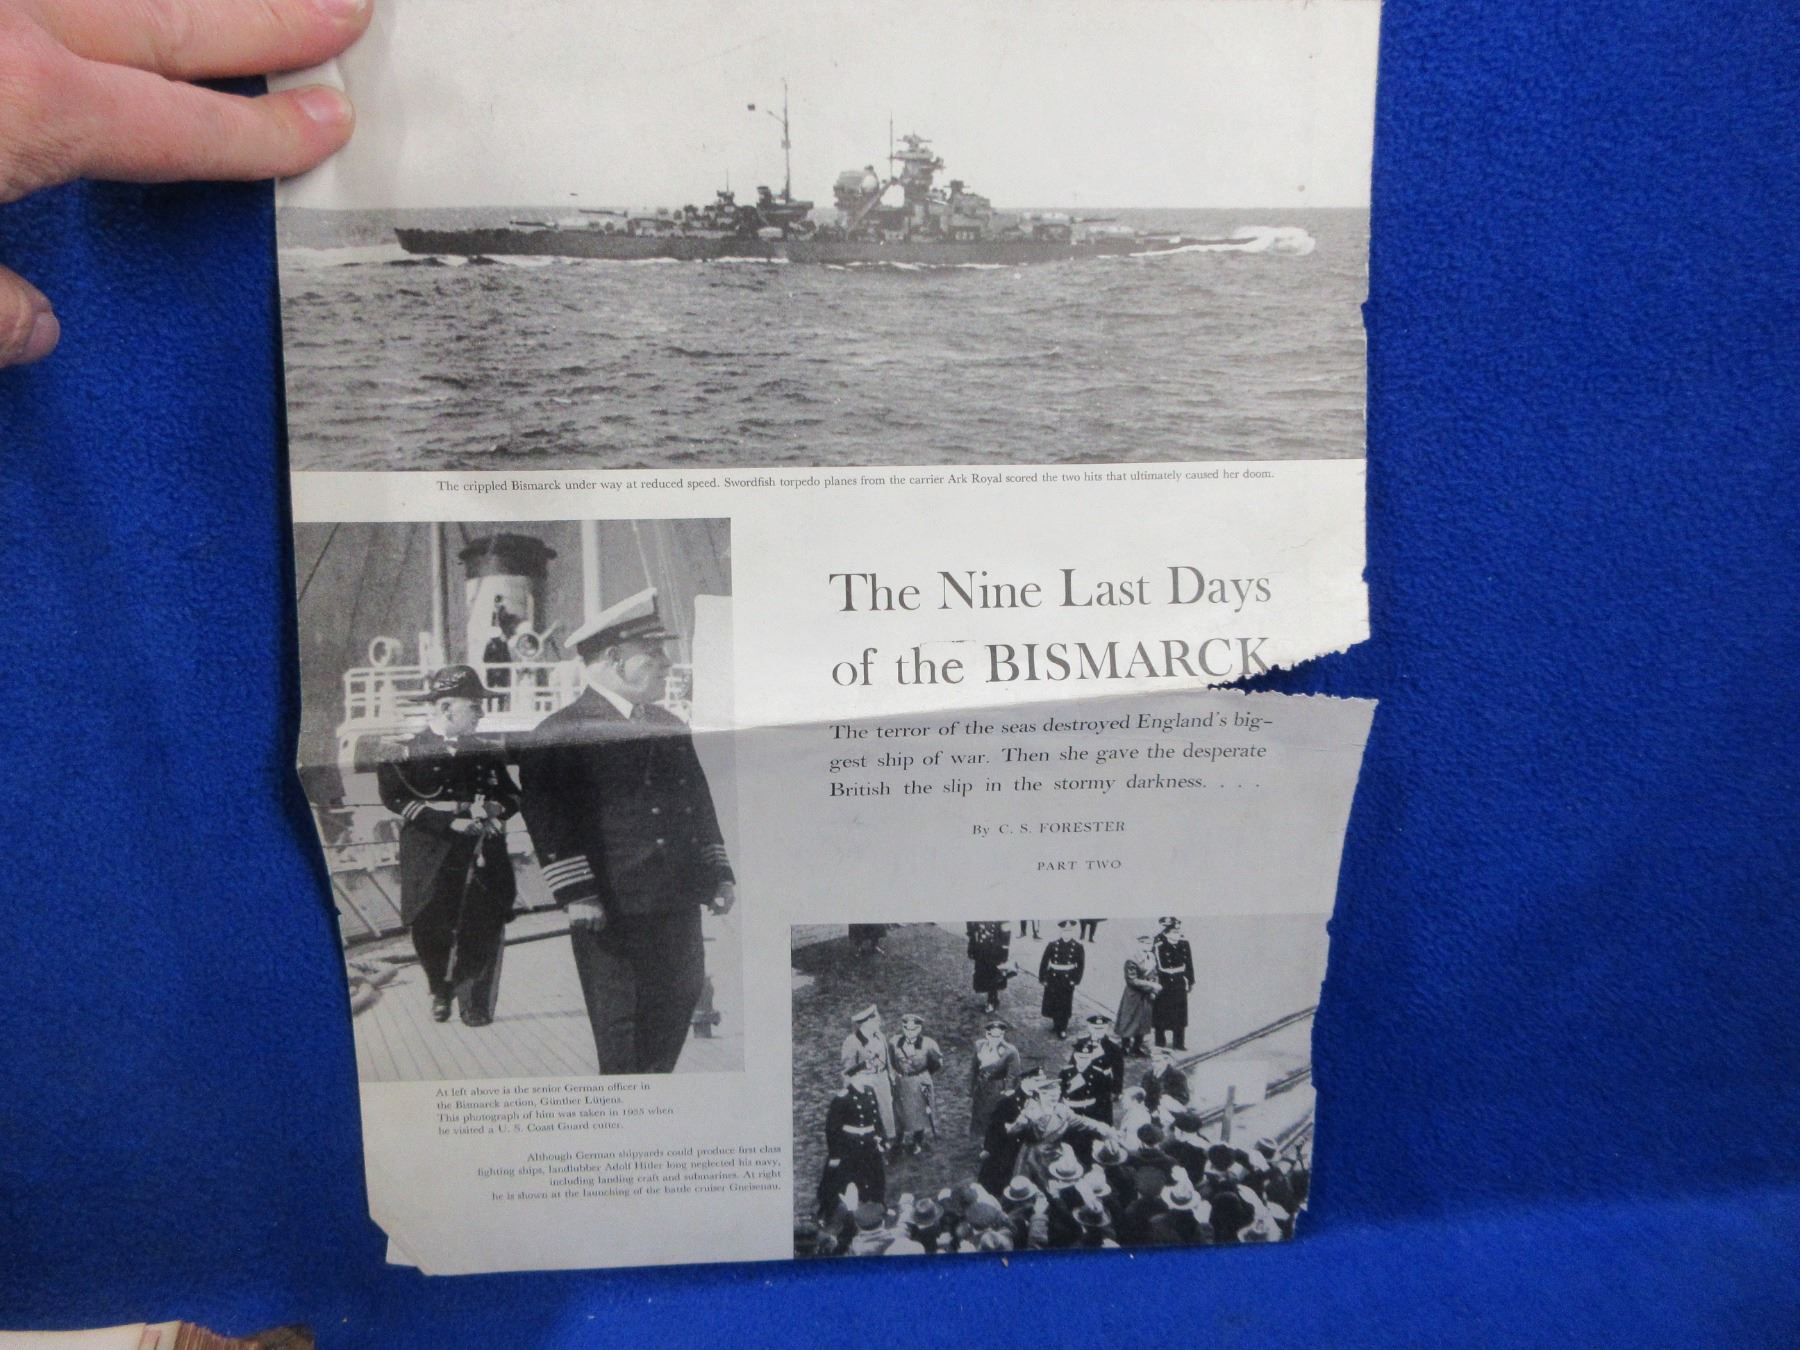 The crippled Bismarck under way at reduced speed. Swordfish torpedo planes from the carrier Ark Royal scored the two hits that ultimately caused her doom.
The Nine Last Days
of the BISMARCK
The terror of the seas destroyed England's big-
gest ship of war. Then she gave the desperate
British the slip in the stormy darkness. . . .
By C. S. FORESTER
PART TWO
At left above is the senior German officer in
the Bismarck action, Günther Lütjens.
This photograph of him was taken in 1935 when
he visited a U. S. Coast Guard cutter.
Although German shipyards could produce first class
fighting ships, landlubber Adolf Hitler long neglected his navy,
including landing craft and submarines. At right
he is shown at the launching of the battle cruiser Gneisenau.